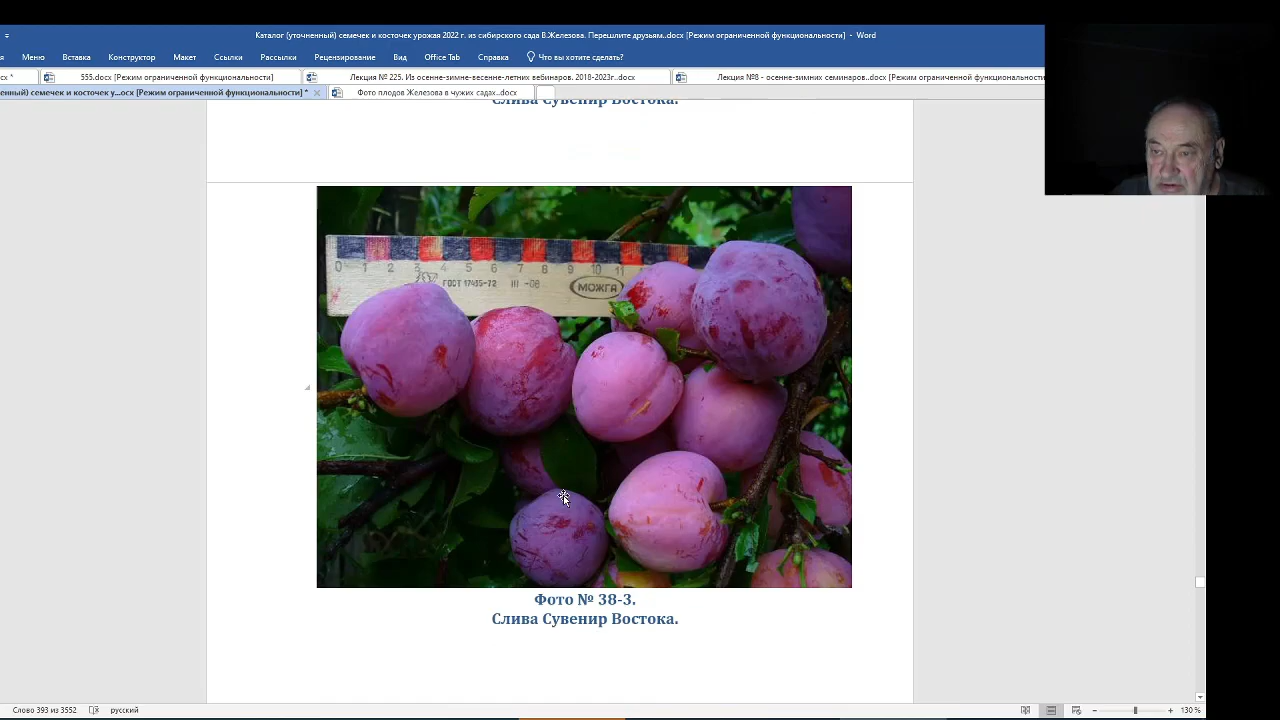 Каталог (уточненный) семечек и косточек урожая 2022 г. из сибирского сада В.Железова. Перешлите друзьям..docx [Режим ограниченной функциональности] - Word
Меню Вставка Конструктор Макет Ссылки Рассылки Рецензирование Вид Office Tab Справка Что вы хотите сделать?
555.docx [Режим ограниченной функциональности] Лекция № 225. Из осенне-зимне-весенне-летних вебинаров. 2018-2023г..docx Лекция №8 - осенне-зимних семинаров..docx [Режим ограниченной функциональности]
енный) семечек и косточек у...ocx [Режим ограниченной функциональности] * Фото плодов Железова в чужих садах..docx
Слива Сувенир Востока.
0 1 2 3 4 5 6 7 8 9 10 11
ГОСТ 17435-72 III -08 МОЖГА
Фото № 38-3.
Слива Сувенир Востока.
Слово 393 из 3552 русский 130 %